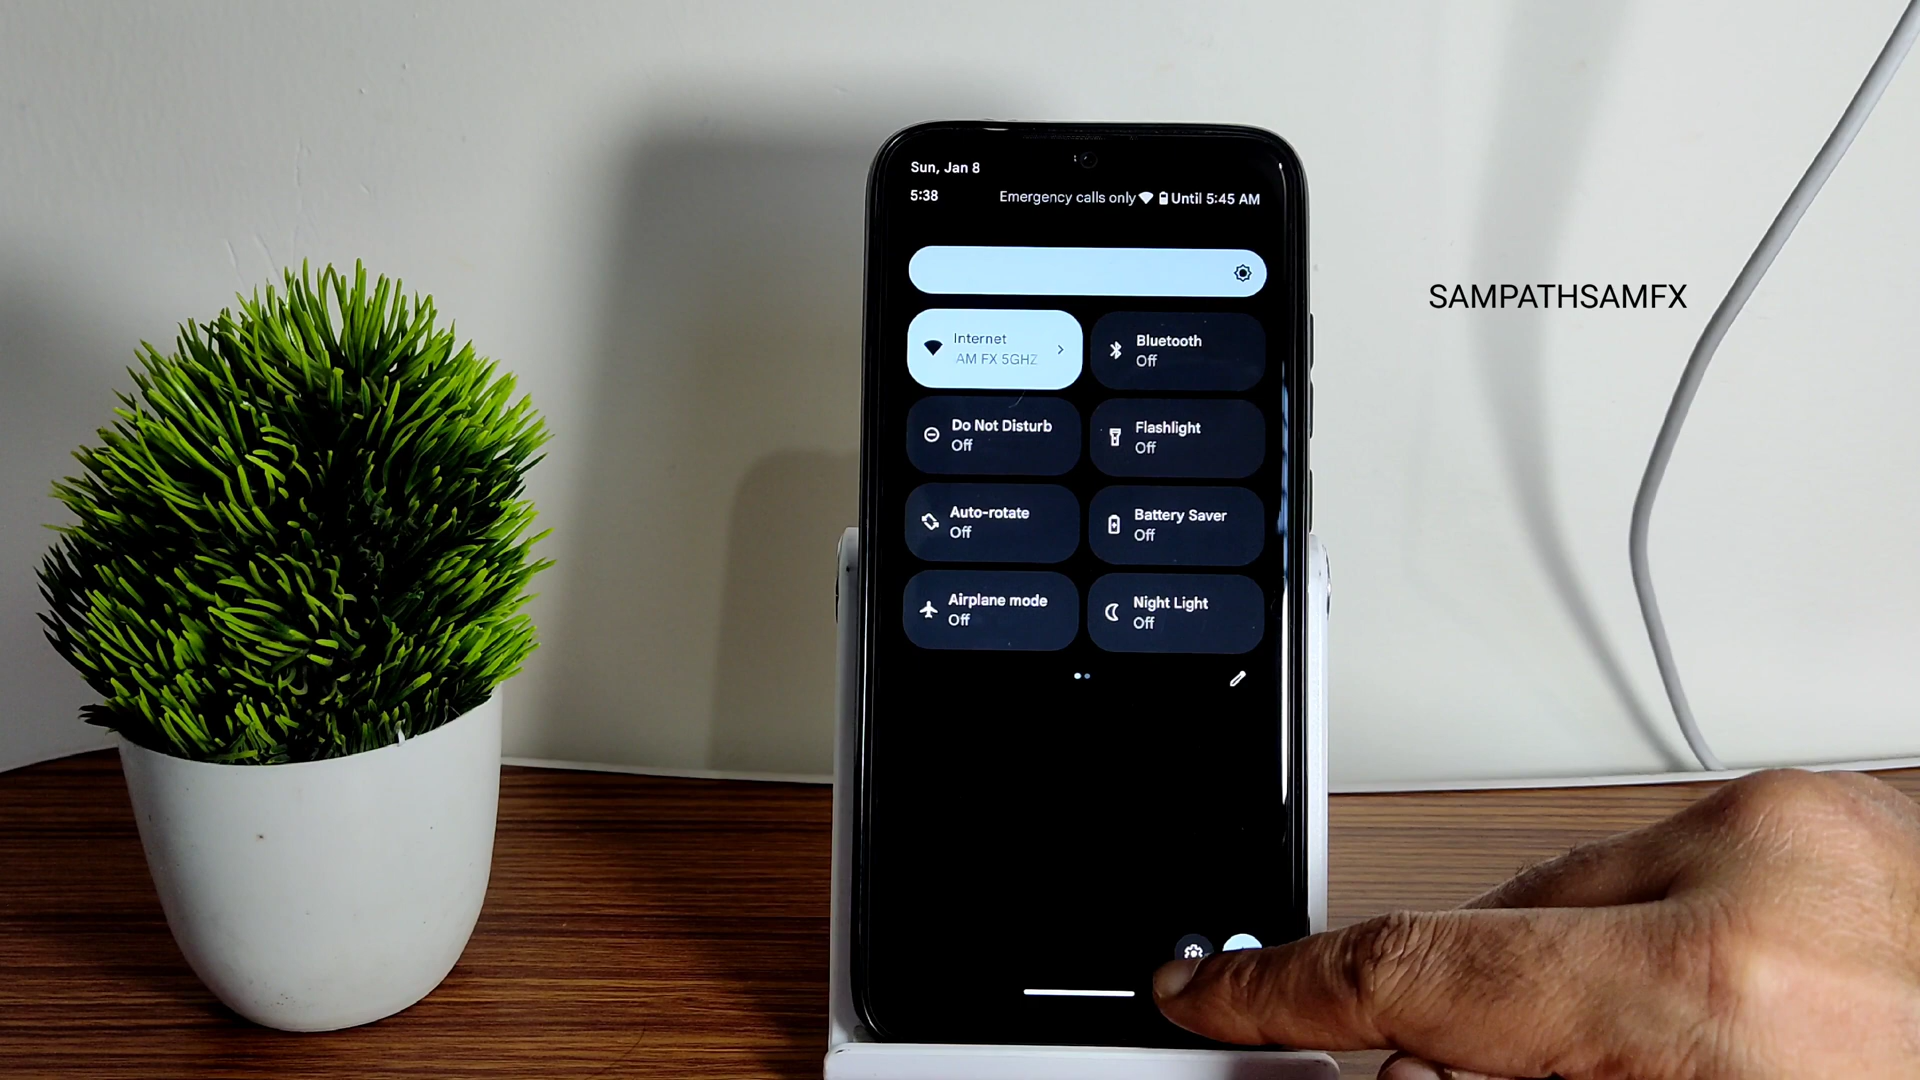 Sun, Jan 8
5:38
Emergency calls only Until 5:45 AM
Internet
AM FX 5GHZ
Bluetooth
Off
Do Not Disturb
Off
Flashlight
Off
Auto-rotate
Off
Battery Saver
Off
Airplane mode
Off
Night Light
Off
SAMPATHSAMFX